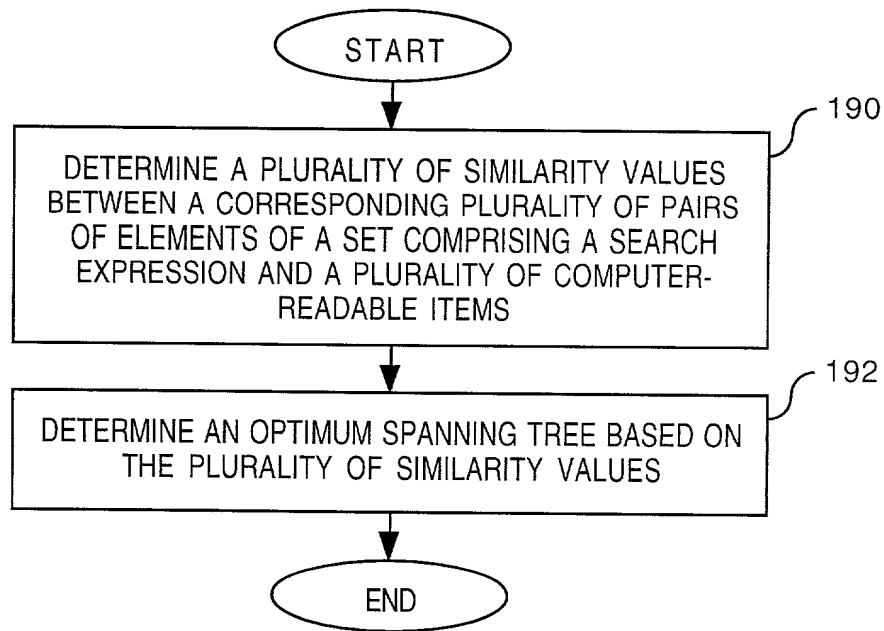 START
190
DETERMINE A PLURALITY OF SIMILARITY VALUES
BETWEEN A CORRESPONDING PLURALITY OF PAIRS
OF ELEMENTS OF A SET COMPRISING A SEARCH
EXPRESSION AND A PLURALITY OF COMPUTER-
READABLE ITEMS
192
DETERMINE AN OPTIMUM SPANNING TREE BASED ON
THE PLURALITY OF SIMILARITY VALUES
END